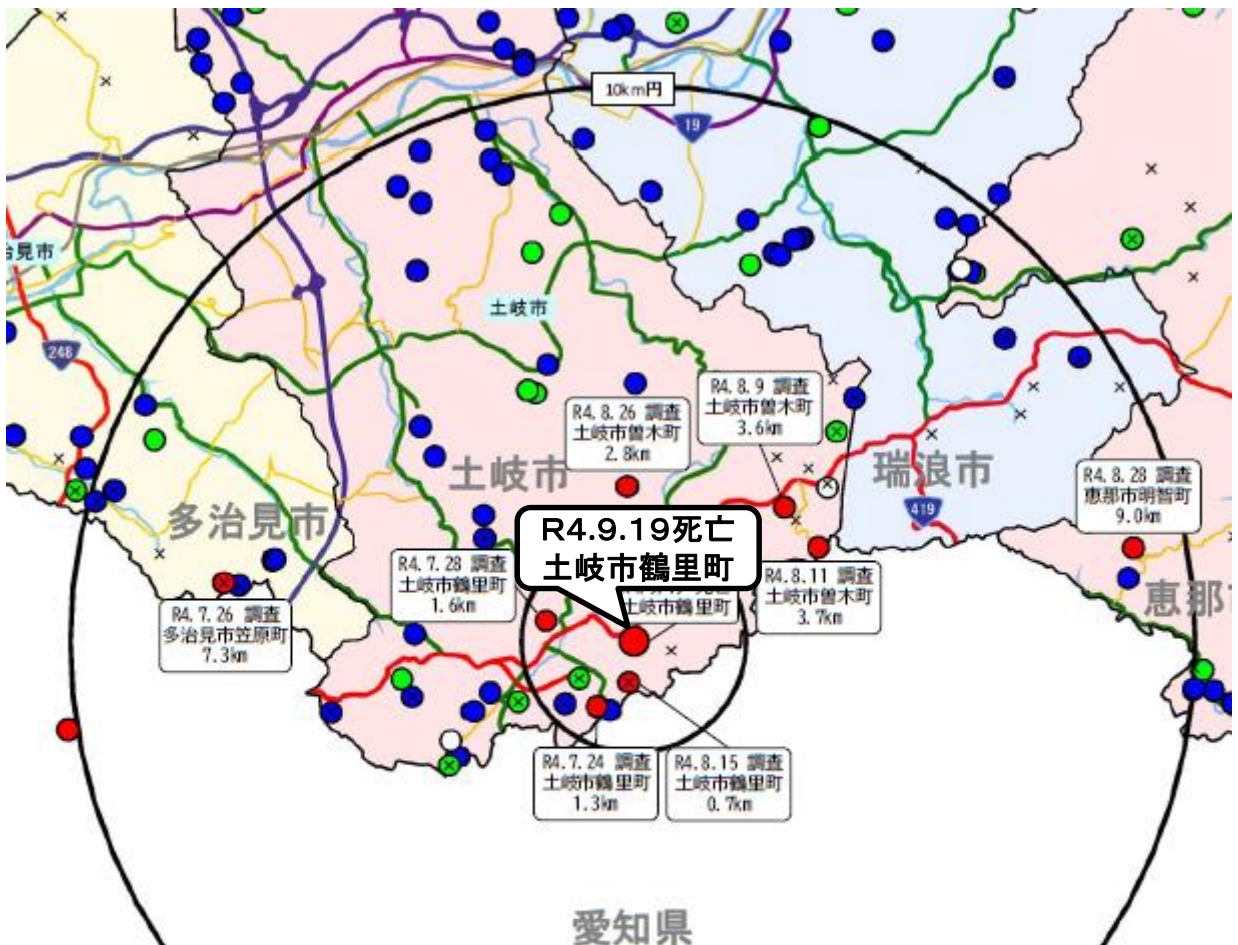 10km円
19
治見市
土岐市
248
R4.8.9 調査
土岐市曽木町
3.6km
R4.8.26 調査
土岐市曽木町
2.8km
土岐市
瑞浪市
R4.8.28 調査
恵那市明智町
9.0km
419
多治見市
R4.9.19死亡
土岐市鶴里町
R4.7.28 調査
土岐市鶴里町
1.6km
土岐市鶴里町
R4.8.11 調査
土岐市曽木町
3.7km
恵那
R4.7.26 調査
多治見市笠原町
7.3km
R4.7.24 調査
土岐市鶴里町
1.3km
R4.8.15 調査
土岐市鶴里町
0.7km
愛知県